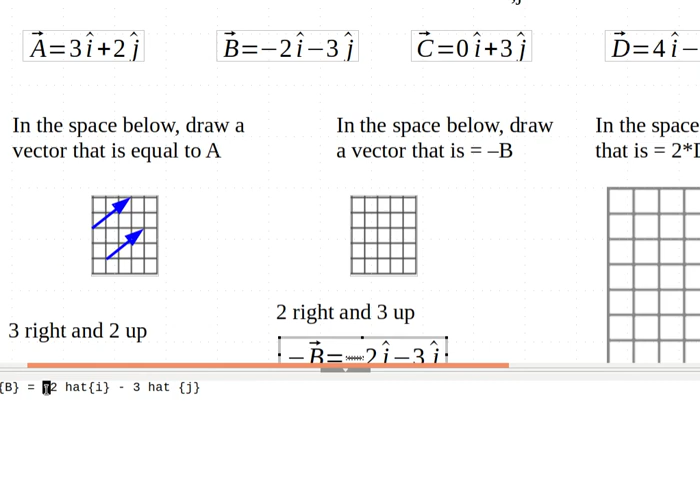 A⃗=3î+2ĵ
B⃗=−2î−3ĵ
C⃗=0î+3ĵ
D⃗=4î−
In the space below, draw a
vector that is equal to A
In the space below, draw
a vector that is = –B
In the space
that is = 2*
3 right and 2 up
2 right and 3 up
−B⃗= 2î−3ĵ
{B} = 2 hat{i} - 3 hat {j}